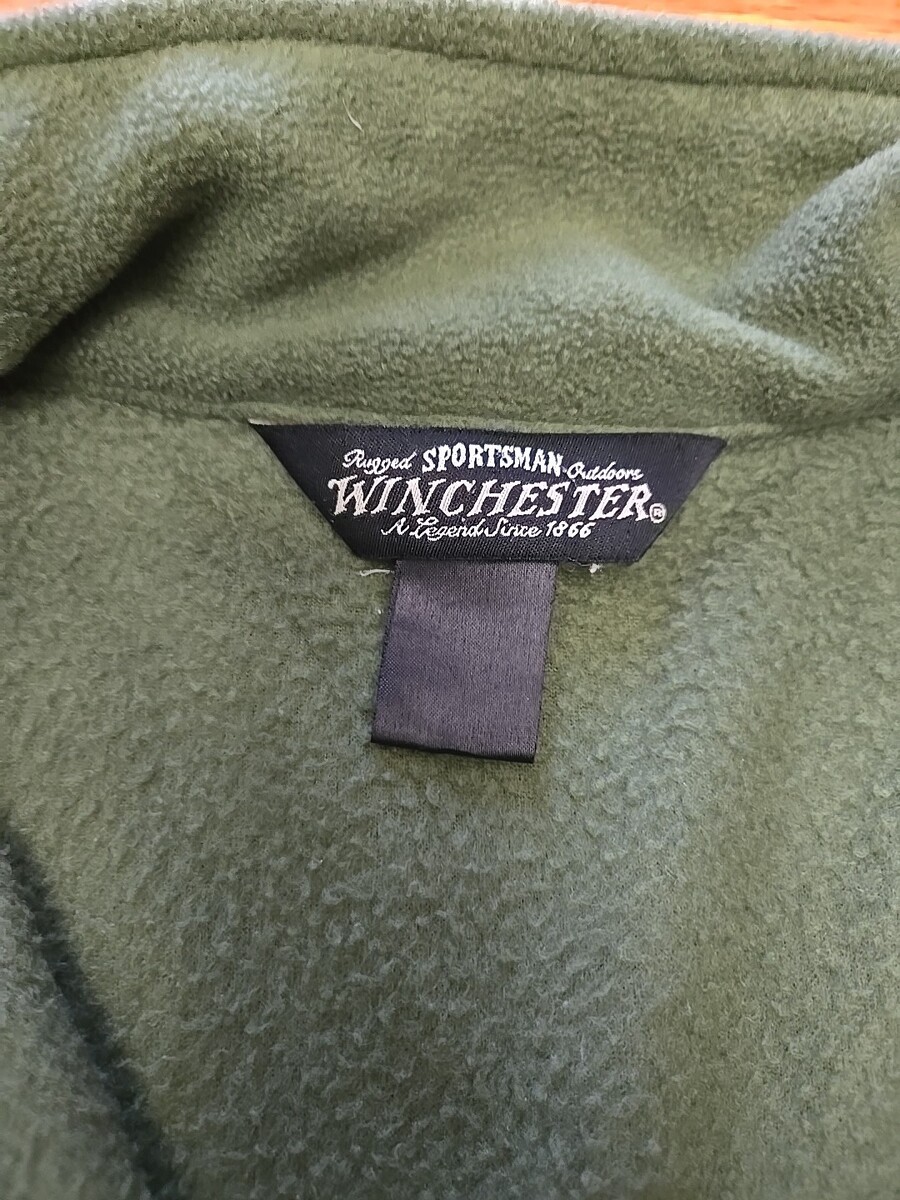 Rugged SPORTSMAN Outdoors
WINCHESTER®
A Legend Since 1866